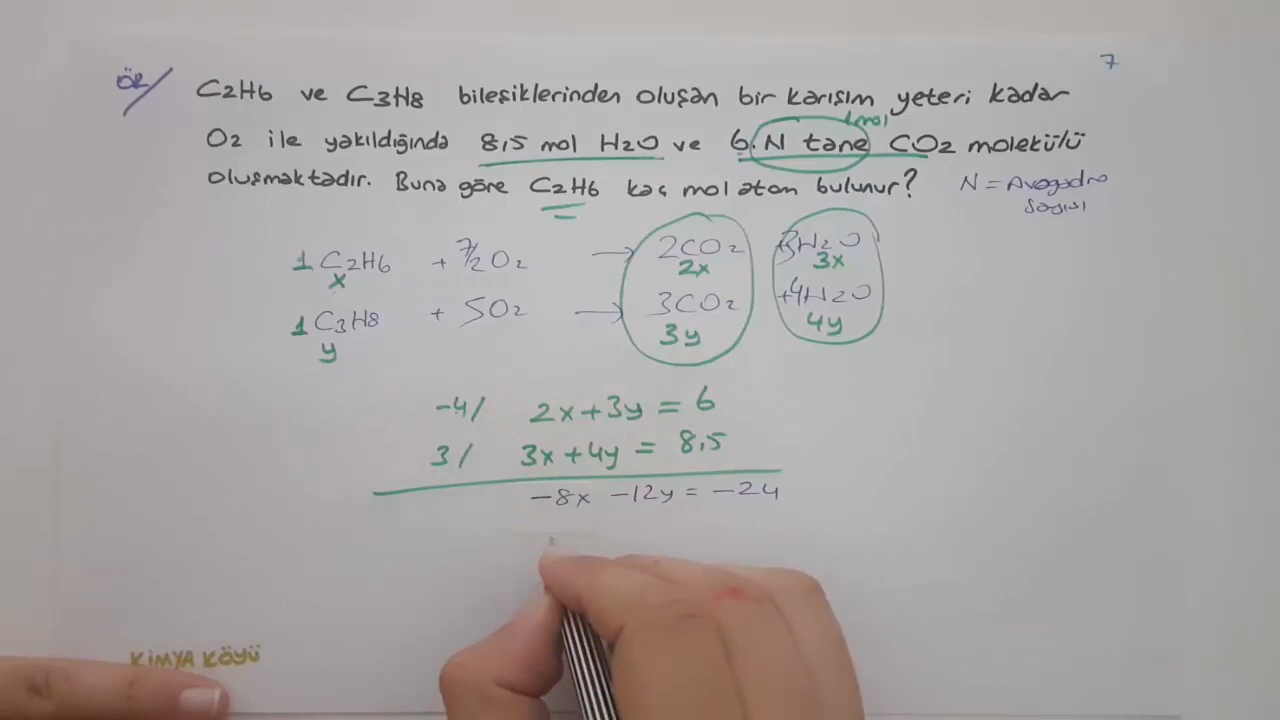 7
ÖR/ C2H6 ve C3H8 bileşiklerinden oluşan bir karışım yeteri kadar
1mol
O2 ile yakıldığında 8,5 mol H2O ve 6.N tane CO2 molekülü
oluşmaktadır. Buna göre C2H6 kaç mol atom bulunur? N = Avogadro
Sayısı
1 C2H6 + 7/2 O2 → 2CO2 + 3H2O
x 2x 3x
1 C3H8 + 5O2 → 3CO2 + 4H2O
y 3y 4y
-4/ 2x+3y = 6
3/ 3x+4y = 8,5
-8x -12y = -24
KİMYA KÖYÜ